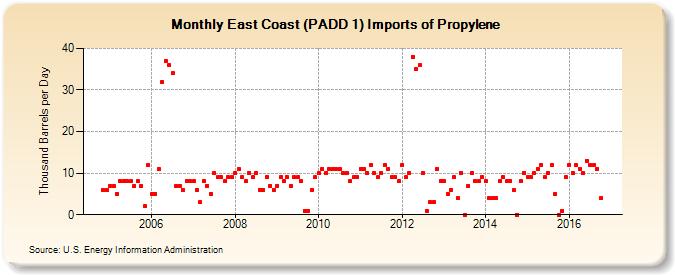 Monthly East Coast (PADD 1) Imports of Propylene
Thousand Barrels per Day
40
30
20
10
0
2006 2008 2010 2012 2014 2016
Source: U.S. Energy Information Administration